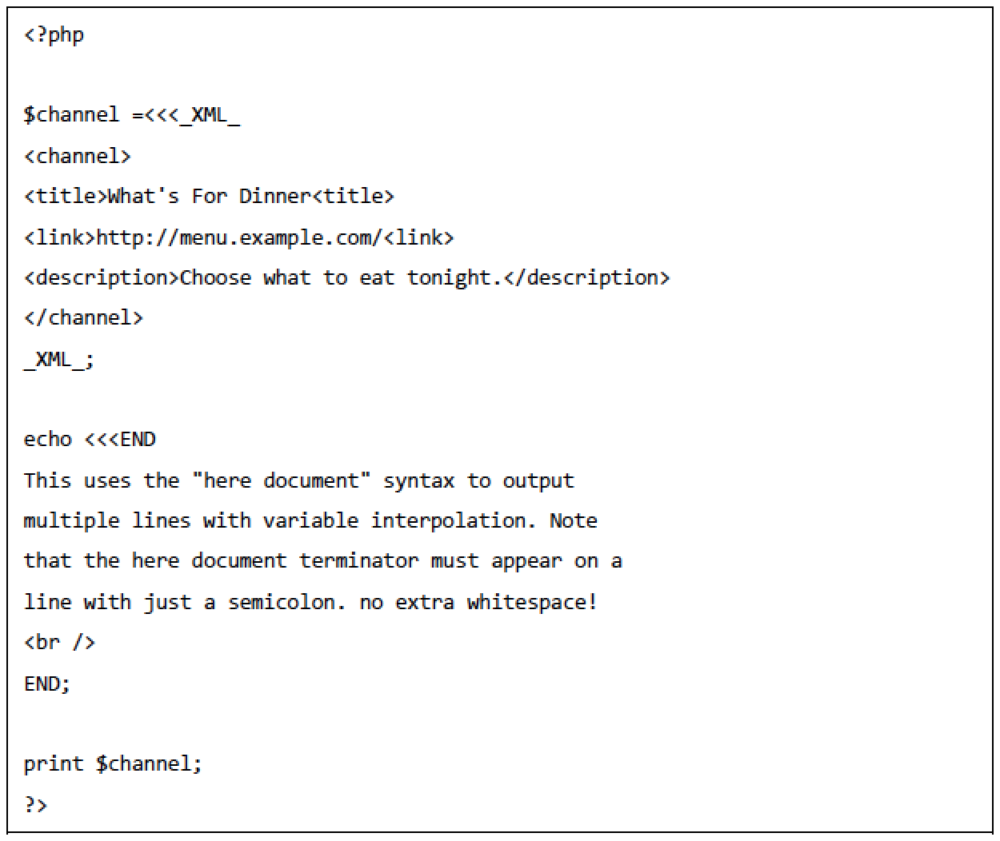 <?php
$channel =<<<_XML_
<channel>
<title>What's For Dinner<title>
<link>http://menu.example.com/<link>
<description>Choose what to eat tonight.</description>
</channel>
_XML_;
echo <<<END
This uses the "here document" syntax to output
multiple lines with variable interpolation. Note
that the here document terminator must appear on a
line with just a semicolon. no extra whitespace!
<br />
END;
print $channel;
?>